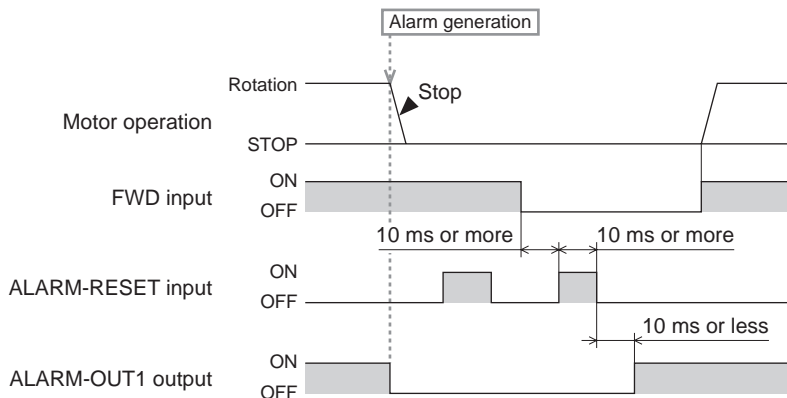 Alarm generation
Rotation
Stop
Motor operation
STOP
ON
FWD input
OFF
10 ms or more
10 ms or more
ON
ALARM-RESET input
OFF
10 ms or less
ON
ALARM-OUT1 output
OFF